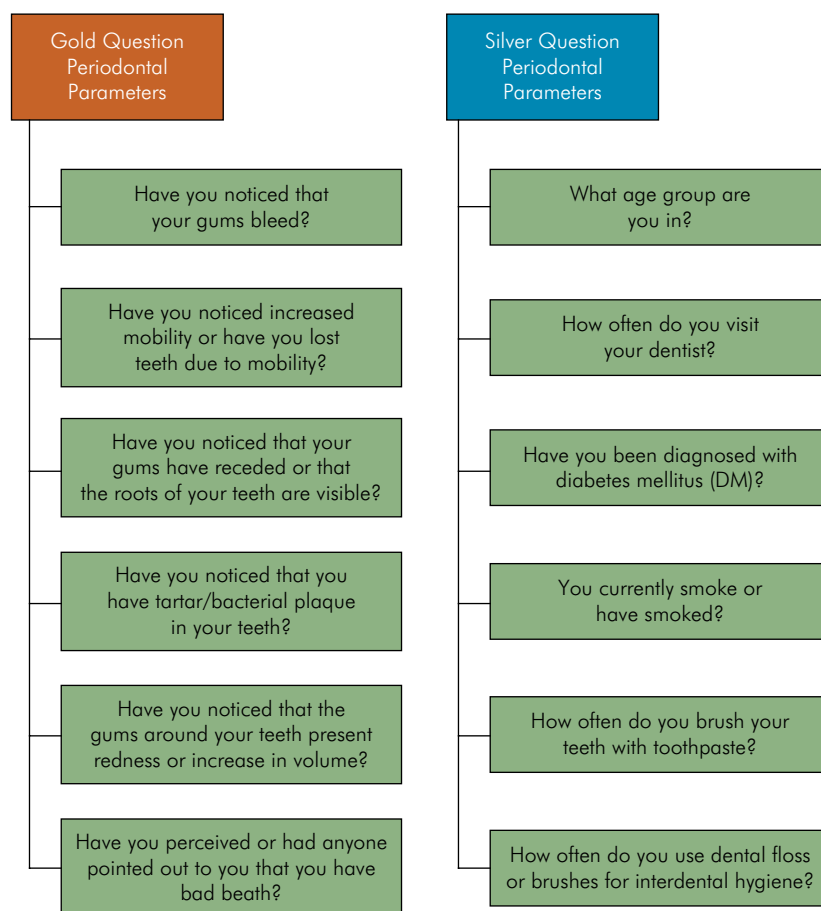 Gold Question
Periodontal
Parameters
Have you noticed that
your gums bleed?
Have you noticed increased
mobility or have you lost
teeth due to mobility?
Have you noticed that your
gums have receded or that
the roots of your teeth are visible?
Have you noticed that you
have tartar/bacterial plaque
in your teeth?
Have you noticed that the
gums around your teeth present
redness or increase in volume?
Have you perceived or had anyone
pointed out to you that you have
bad beath?
Silver Question
Periodontal
Parameters
What age group are
you in?
How often do you visit
your dentist?
Have you been diagnosed with
diabetes mellitus (DM)?
You currently smoke or
have smoked?
How often do you brush your
teeth with toothpaste?
How often do you use dental floss
or brushes for interdental hygiene?